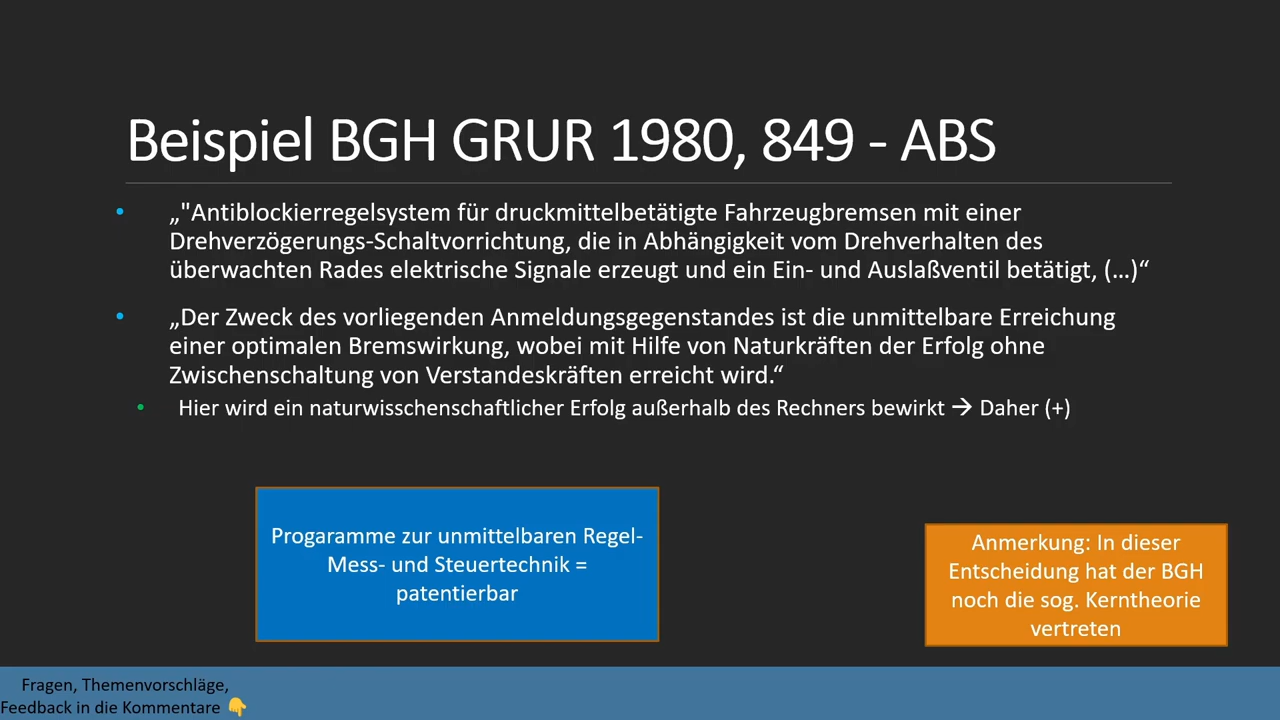 Beispiel BGH GRUR 1980, 849 - ABS
• „"Antiblockierregelsystem für druckmittelbetätigte Fahrzeugbremsen mit einer
Drehverzögerungs-Schaltvorrichtung, die in Abhängigkeit vom Drehverhalten des
überwachten Rades elektrische Signale erzeugt und ein Ein- und Auslaßventil betätigt, (...)“
• „Der Zweck des vorliegenden Anmeldungsgegenstandes ist die unmittelbare Erreichung
einer optimalen Bremswirkung, wobei mit Hilfe von Naturkräften der Erfolg ohne
Zwischenschaltung von Verstandeskräften erreicht wird.“
• Hier wird ein naturwisschenschaftlicher Erfolg außerhalb des Rechners bewirkt → Daher (+)
Progaramme zur unmittelbaren Regel-
Mess- und Steuertechnik =
patentierbar
Anmerkung: In dieser
Entscheidung hat der BGH
noch die sog. Kerntheorie
vertreten
Fragen, Themenvorschläge,
Feedback in die Kommentare 👇